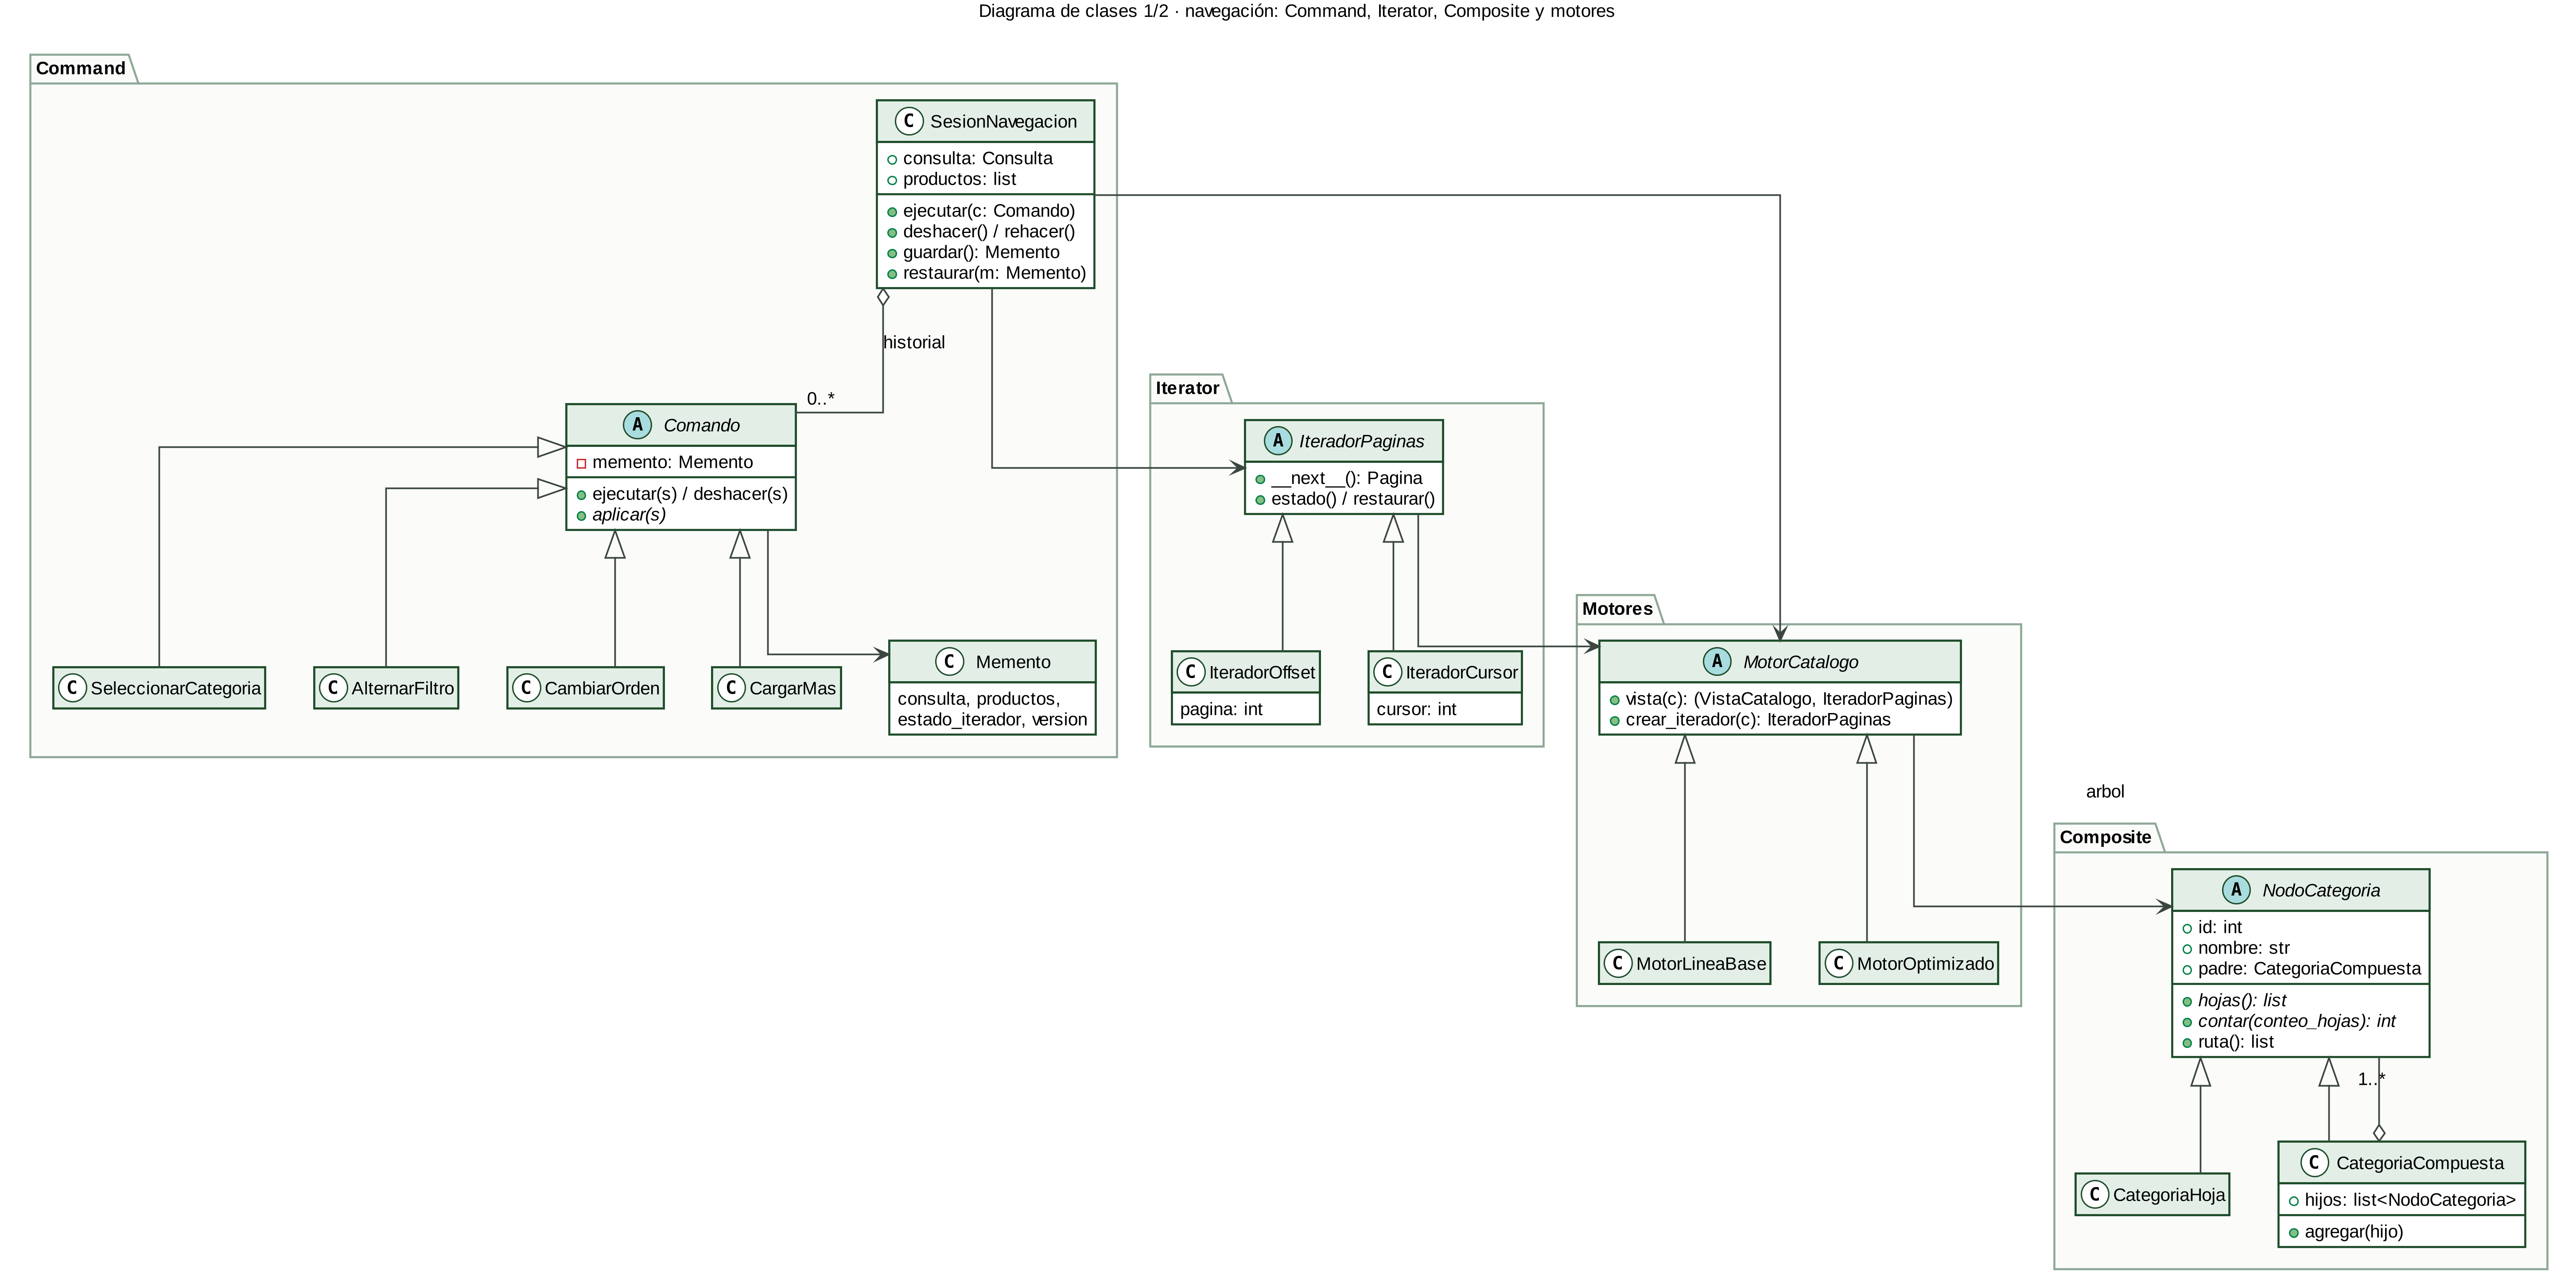 Diagrama de clases 1/2 · navegación: Command, Iterator, Composite y motores
Command
C SesionNavegacion
consulta: Consulta
productos: list
ejecutar(c: Comando)
deshacer() / rehacer()
guardar(): Memento
restaurar(m: Memento)
historial
0..*
A Comando
memento: Memento
ejecutar(s) / deshacer(s)
aplicar(s)
C SeleccionarCategoria
C AlternarFiltro
C CambiarOrden
C CargarMas
C Memento
consulta, productos,
estado_iterador, version
Iterator
A IteradorPaginas
__next__(): Pagina
estado() / restaurar()
C IteradorOffset
pagina: int
C IteradorCursor
cursor: int
Motores
A MotorCatalogo
vista(c): (VistaCatalogo, IteradorPaginas)
crear_iterador(c): IteradorPaginas
C MotorLineaBase
C MotorOptimizado
arbol
Composite
A NodoCategoria
id: int
nombre: str
padre: CategoriaCompuesta
hojas(): list
contar(conteo_hojas): int
ruta(): list
1..*
C CategoriaHoja
C CategoriaCompuesta
hijos: list<NodoCategoria>
agregar(hijo)